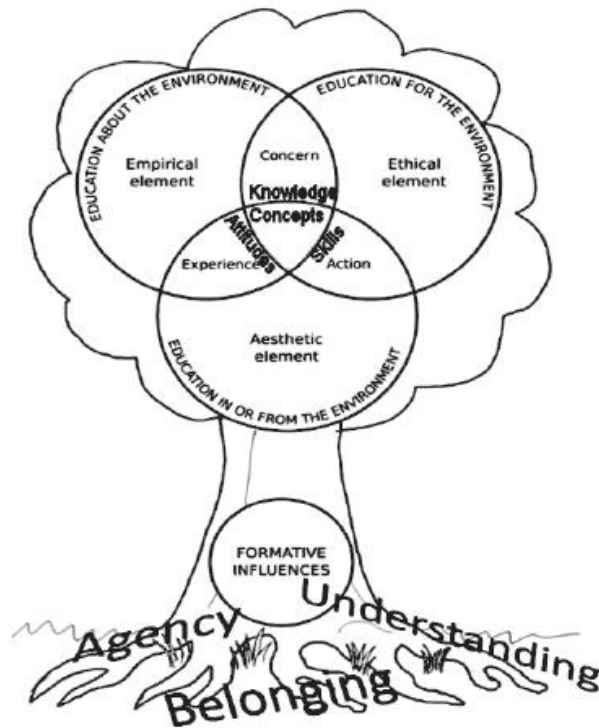 EDUCATION ABOUT THE ENVIRONMENT
EDUCATION FOR THE ENVIRONMENT
Empirical
element
Concern
Ethical
element
Knowledge
Concepts
Attitudes
Skills
Experience
Action
Aesthetic
element
EDUCATION IN OR FROM THE ENVIRONMENT
FORMATIVE
INFLUENCES
Agency
Understanding
Belonging